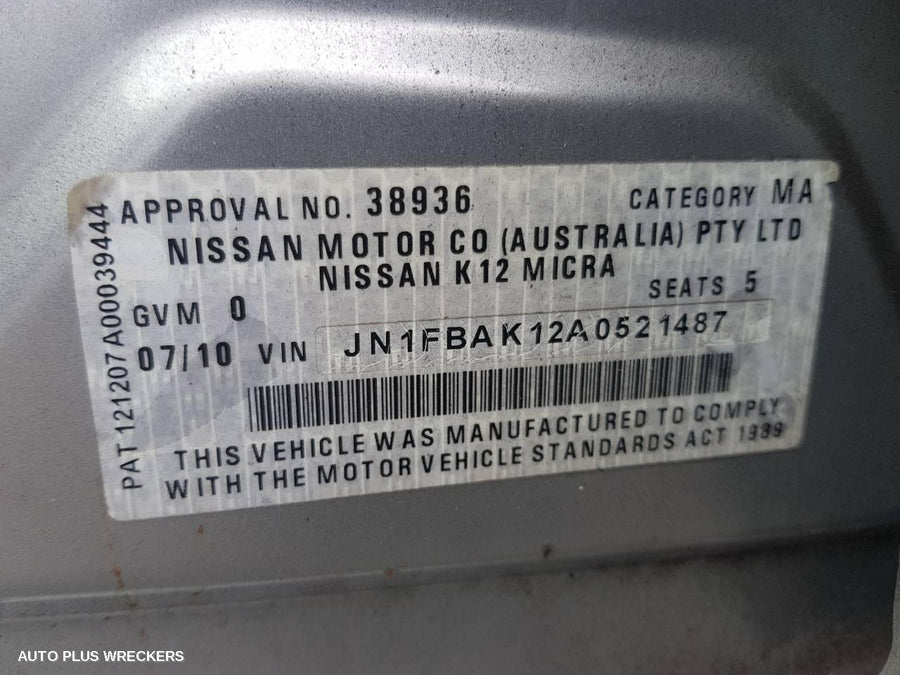 APPROVAL NO. 38936 CATEGORY MA
NISSAN MOTOR CO (AUSTRALIA) PTY LTD
NISSAN K12 MICRA
GVM 0 SEATS 5
07/10 VIN JN1FBAK12A0521487
THIS VEHICLE WAS MANUFACTURED TO COMPLY
WITH THE MOTOR VEHICLE STANDARDS ACT 1989
PAT 121207A00039444
AUTO PLUS WRECKERS